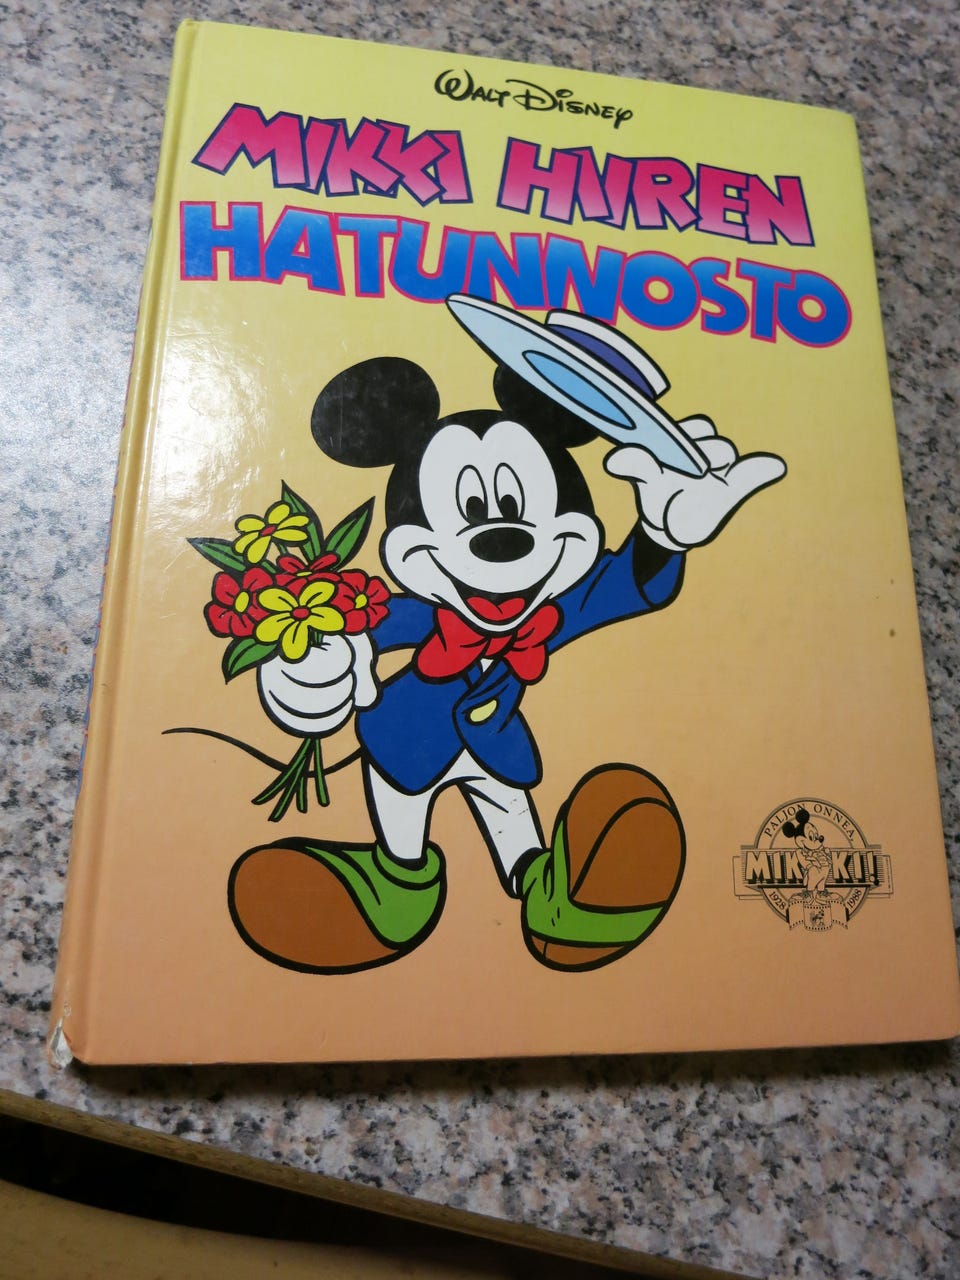 WALT DISNEY
MIKKI HIIREN
HATUNNOSTO
PALJON ONNEA,
MIKKI!
1928 1988